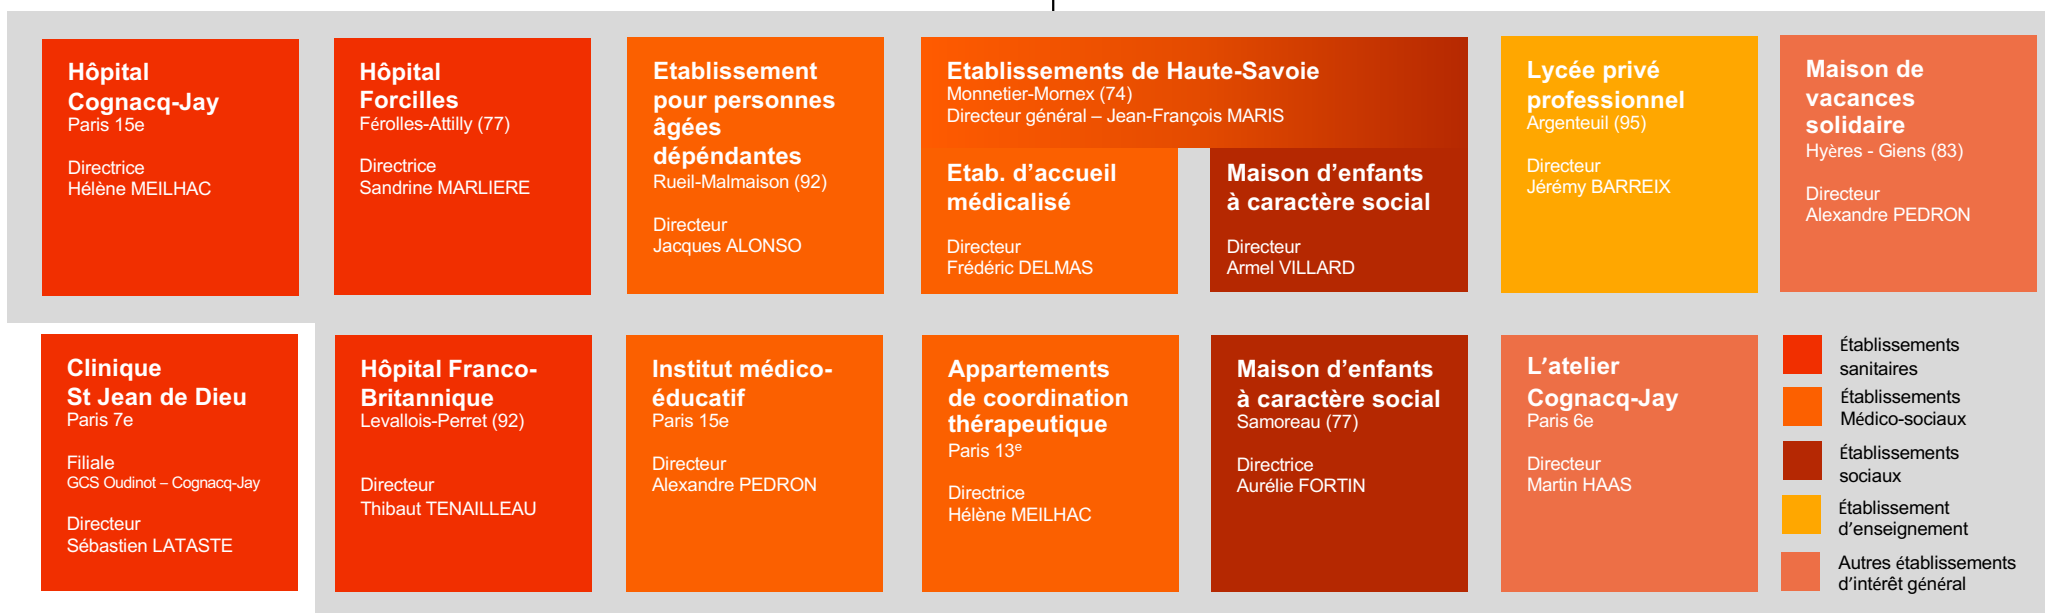 Hôpital
Cognacq-Jay
Paris 15e
Directrice
Hélène MEILHAC
Hôpital
Forcilles
Férolles-Attilly (77)
Directrice
Sandrine MARLIERE
Etablissement
pour personnes
âgées
dépéndantes
Rueil-Malmaison (92)
Directeur
Jacques ALONSO
Etablissements de Haute-Savoie
Monnetier-Mornex (74)
Directeur général – Jean-François MARIS
Etab. d'accueil
médicalisé
Directeur
Frédéric DELMAS
Maison d'enfants
à caractère social
Directeur
Armel VILLARD
Lycée privé
professionnel
Argenteuil (95)
Directeur
Jérémy BARREIX
Maison de
vacances
solidaire
Hyères - Giens (83)
Directeur
Alexandre PEDRON
Clinique
St Jean de Dieu
Paris 7e
Filiale
GCS Oudinot – Cognacq-Jay
Directeur
Sébastien LATASTE
Hôpital Franco-
Britannique
Levallois-Perret (92)
Directeur
Thibaut TENAILLEAU
Institut médico-
éducatif
Paris 15e
Directeur
Alexandre PEDRON
Appartements
de coordination
thérapeutique
Paris 13e
Directrice
Hélène MEILHAC
Maison d'enfants
à caractère social
Samoreau (77)
Directrice
Aurélie FORTIN
L'atelier
Cognacq-Jay
Paris 6e
Directeur
Martin HAAS
Établissements
sanitaires
Établissements
Médico-sociaux
Établissements
sociaux
Établissement
d'enseignement
Autres établissements
d'intérêt général